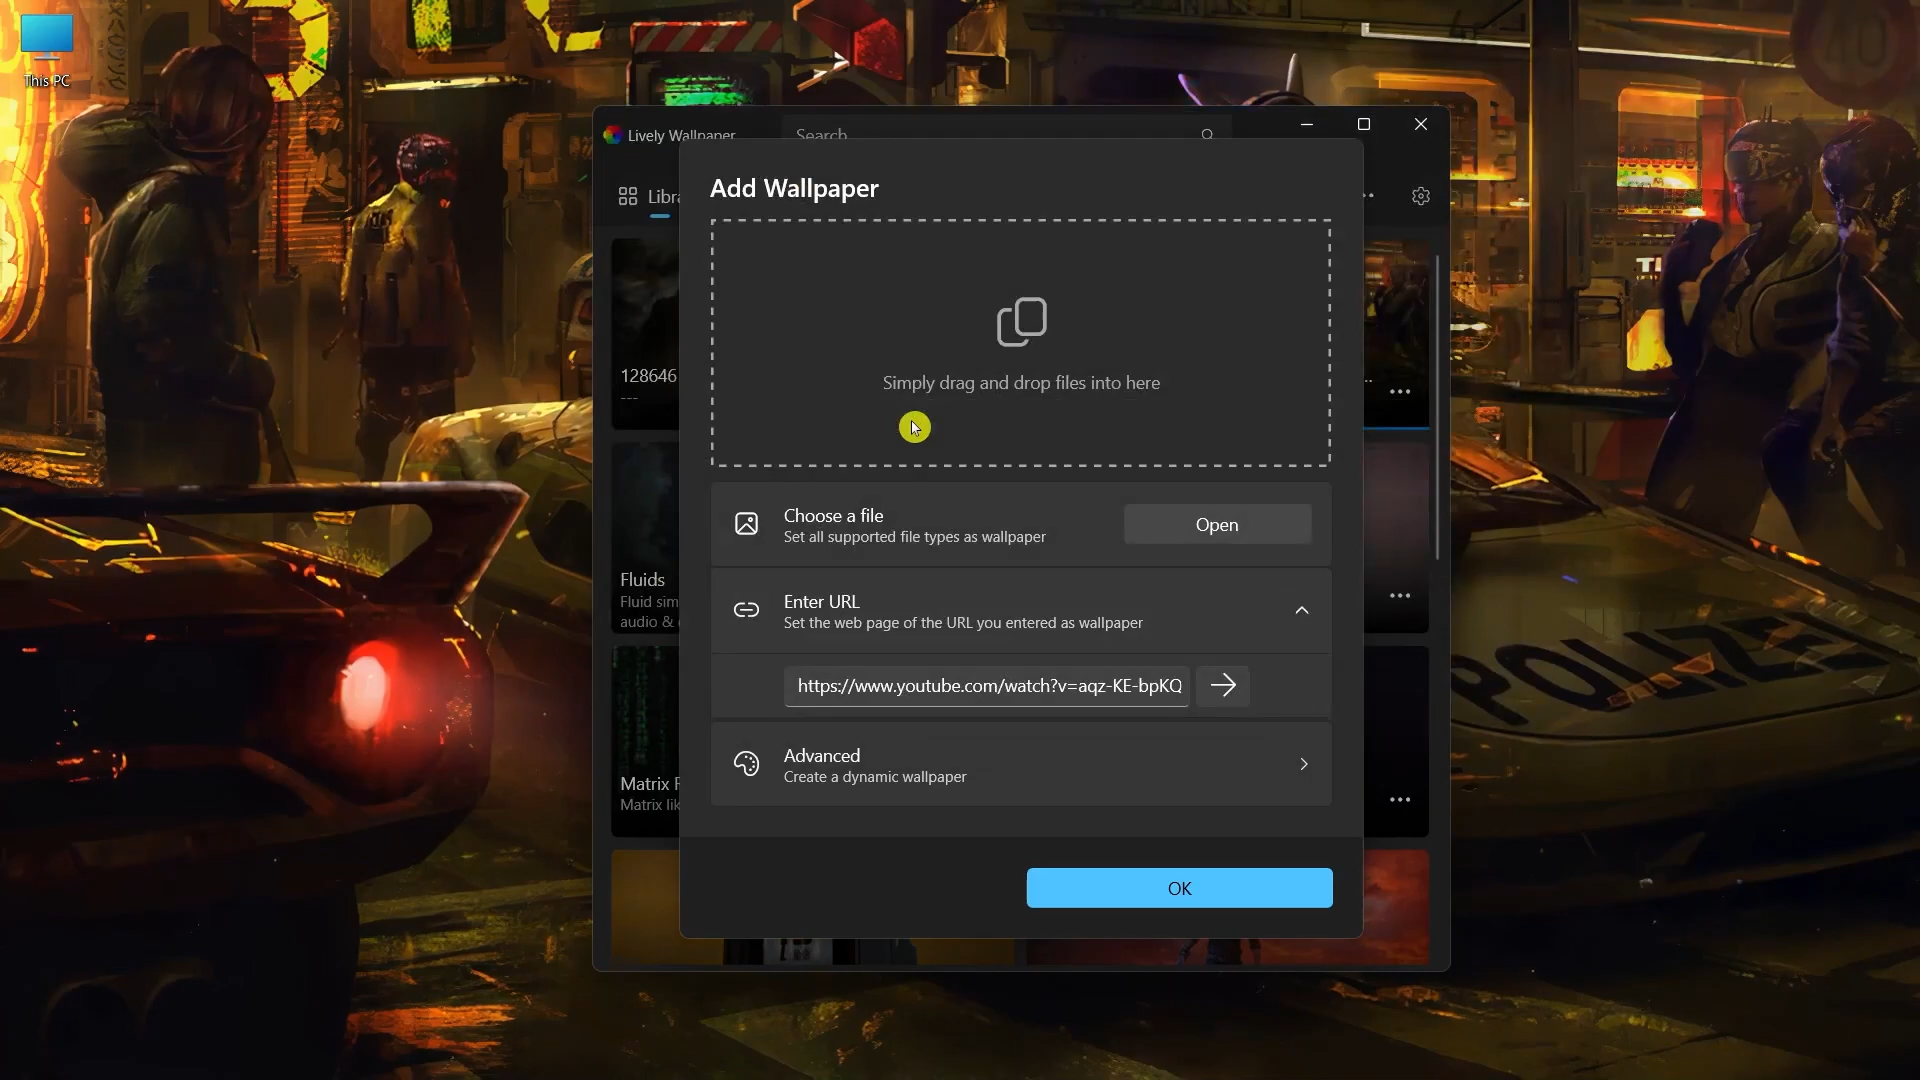 This PC
Lively Wallpaper
Search
Add Wallpaper
Simply drag and drop files into here
128646
---
Choose a file
Set all supported file types as wallpaper
Open
Fluids
Fluid sim
audio &
Enter URL
Set the web page of the URL you entered as wallpaper
https://www.youtube.com/watch?v=aqz-KE-bpKQ
Matrix
Matrix
Advanced
Create a dynamic wallpaper
OK
POLIZEI